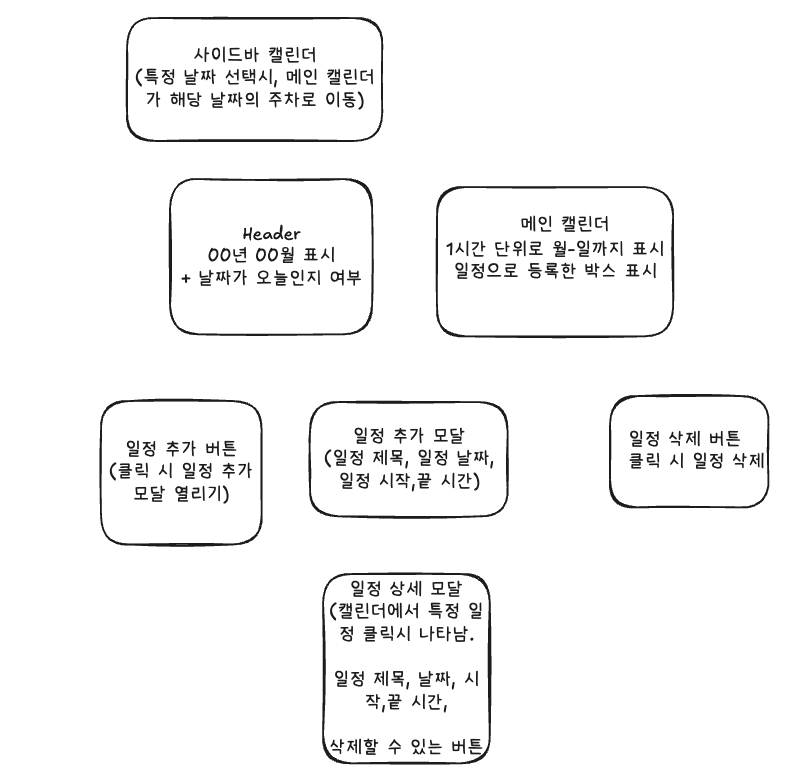 사이드바 캘린더
(특정 날짜 선택시, 메인 캘린더
가 해당 날짜의 주차로 이동)
Header
00년 00월 표시
+ 날짜가 오늘인지 여부
메인 캘린더
1시간 단위로 월-일까지 표시
일정으로 등록한 박스 표시
일정 추가 버튼
(클릭 시 일정 추가
모달 열리기)
일정 추가 모달
(일정 제목, 일정 날짜,
일정 시작,끝 시간)
일정 삭제 버튼
클릭 시 일정 삭제
일정 상세 모달
(캘린더에서 특정 일
정 클릭시 나타남.
일정 제목, 날짜, 시
작,끝 시간,
삭제할 수 있는 버튼